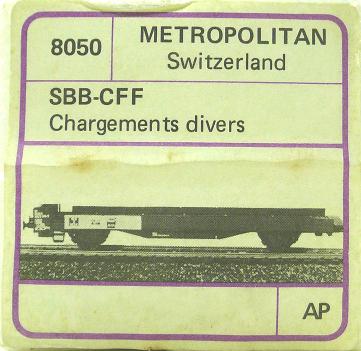 8050
METROPOLITAN
Switzerland
SBB-CFF
Chargements divers
AP